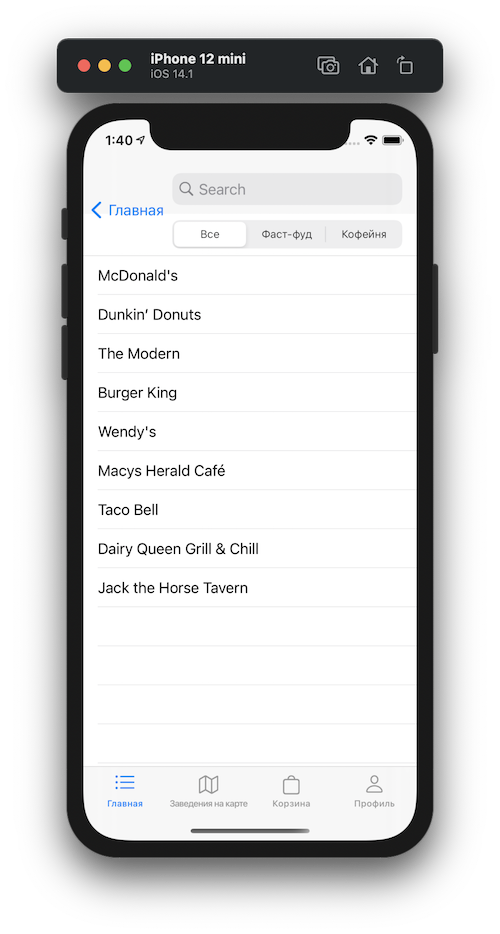 iPhone 12 mini
iOS 14.1
1:40
Search
Главная
Все Фаст-фуд Кофейня
McDonald's
Dunkin’ Donuts
The Modern
Burger King
Wendy's
Macys Herald Café
Taco Bell
Dairy Queen Grill & Chill
Jack the Horse Tavern
Главная Заведения на карте Корзина Профиль